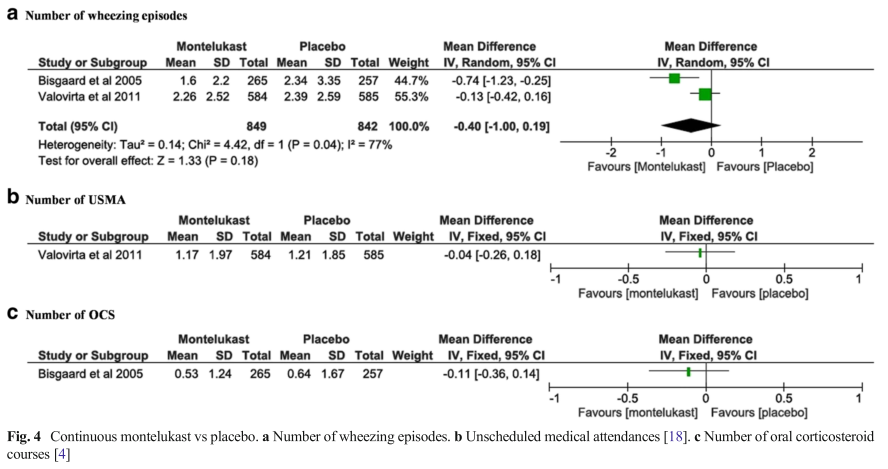 a Number of wheezing episodes
Montelukast Placebo Mean Difference Mean Difference
Study or Subgroup Mean SD Total Mean SD Total Weight IV, Random, 95% CI IV, Random, 95% CI
Bisgaard et al 2005 1.6 2.2 265 2.34 3.35 257 44.7% -0.74 [-1.23, -0.25]
Valovirta et al 2011 2.26 2.52 584 2.39 2.59 585 55.3% -0.13 [-0.42, 0.16]
Total (95% CI) 849 842 100.0% -0.40 [-1.00, 0.19]
Heterogeneity: Tau² = 0.14; Chi² = 4.42, df = 1 (P = 0.04); I² = 77%
Test for overall effect: Z = 1.33 (P = 0.18)
-2 -1 0 1 2
Favours [Montelukast] Favours [Placebo]
b Number of USMA
Montelukast Placebo Mean Difference Mean Difference
Study or Subgroup Mean SD Total Mean SD Total Weight IV, Fixed, 95% CI IV, Fixed, 95% CI
Valovirta et al 2011 1.17 1.97 584 1.21 1.85 585 -0.04 [-0.26, 0.18]
-1 -0.5 0 0.5 1
Favours [montelukast] Favours [placebo]
c Number of OCS
Montelukast Placebo Mean Difference Mean Difference
Study or Subgroup Mean SD Total Mean SD Total Weight IV, Fixed, 95% CI IV, Fixed, 95% CI
Bisgaard et al 2005 0.53 1.24 265 0.64 1.67 257 -0.11 [-0.36, 0.14]
-1 -0.5 0 0.5 1
Favours [montelukast] Favours [placebo]
Fig. 4 Continuous montelukast vs placebo. a Number of wheezing episodes. b Unscheduled medical attendances [18]. c Number of oral corticosteroid
courses [4]